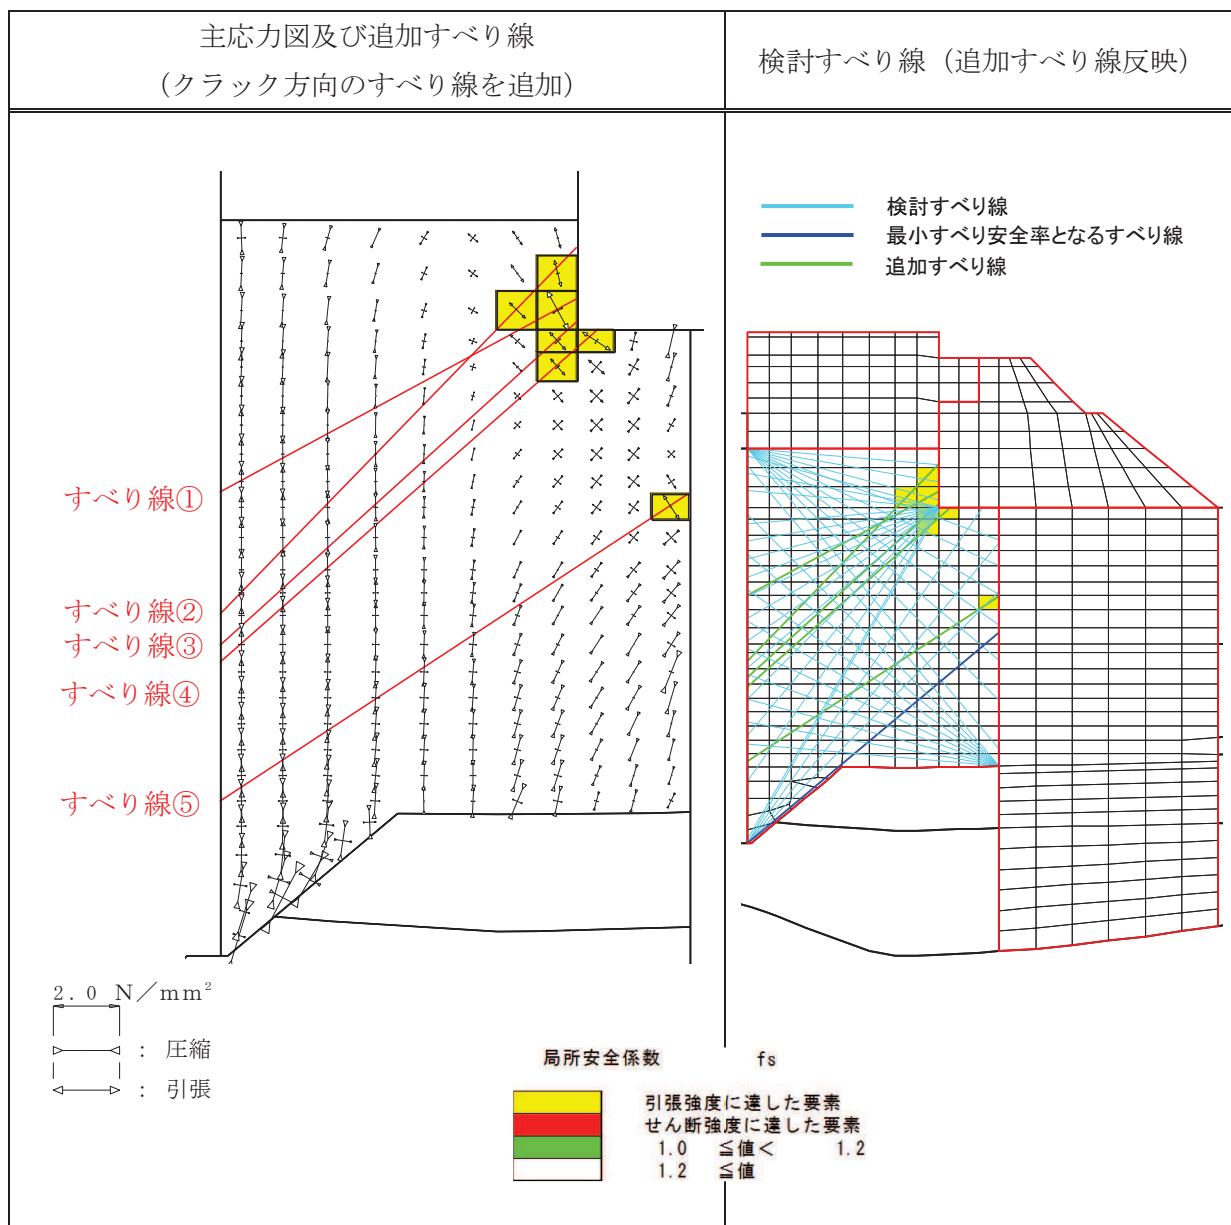 主応力図及び追加すべり線
(クラック方向のすべり線を追加)
検討すべり線（追加すべり線反映）
検討すべり線
最小すべり安全率となるすべり線
追加すべり線
すべり線①
すべり線②
すべり線③
すべり線④
すべり線⑤
2.0 N／mm²
： 圧縮
： 引張
局所安全係数 fs
引張強度に達した要素
せん断強度に達した要素
1.0 ≦値＜ 1.2
1.2 ≦値